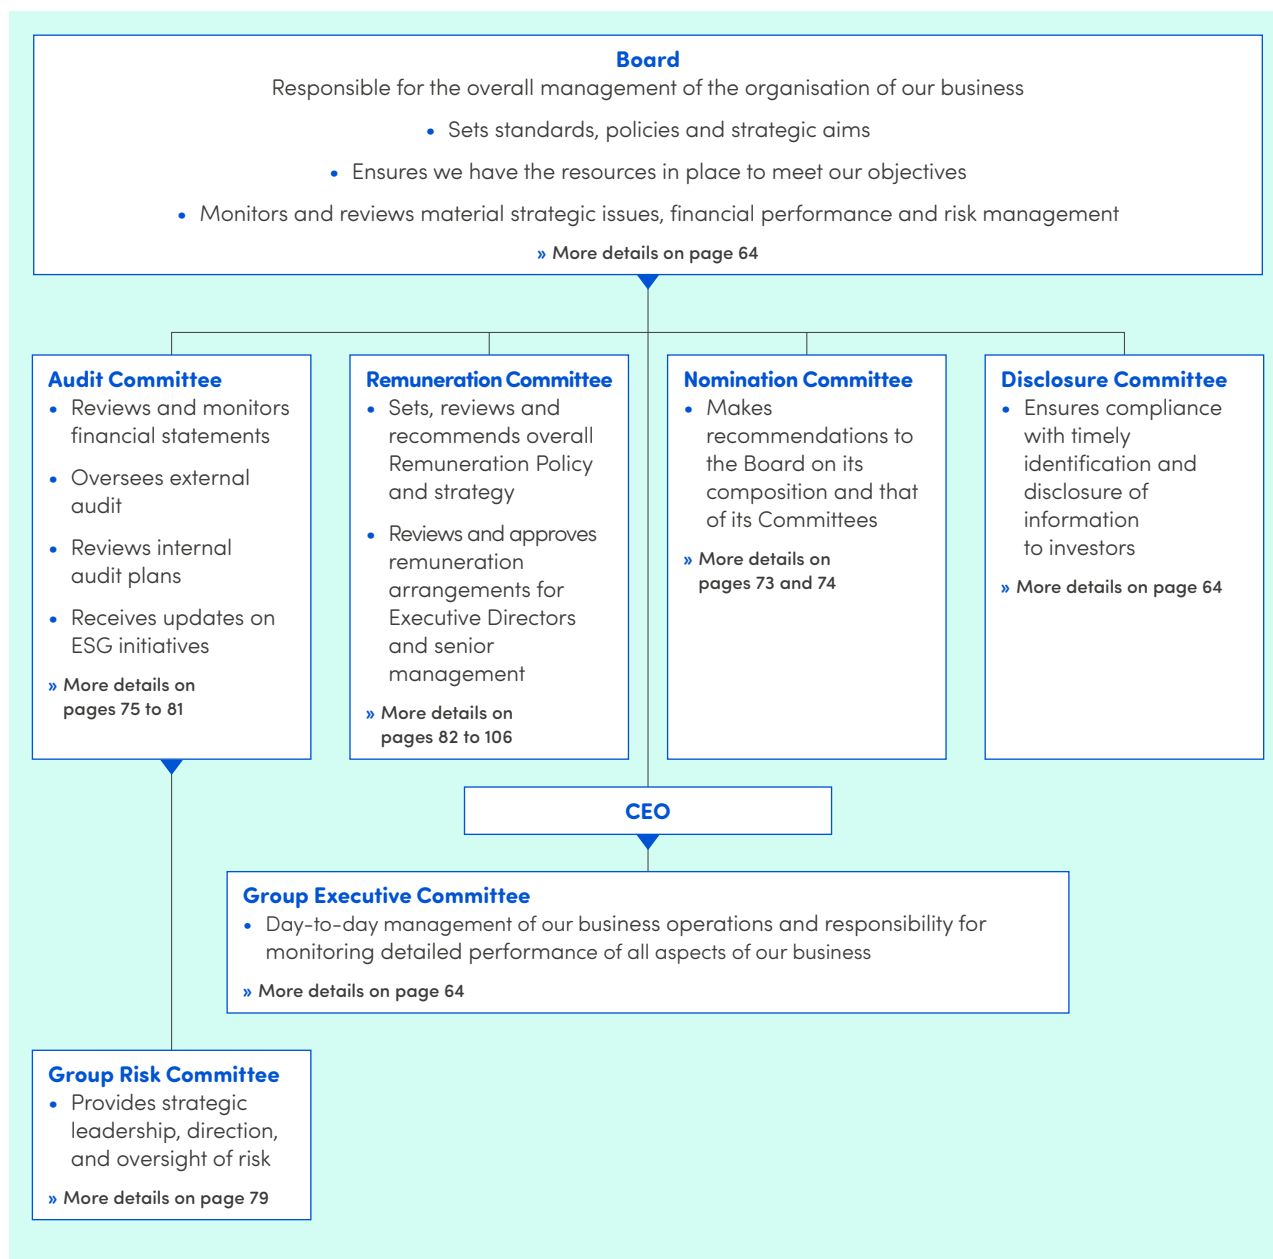 Board
Responsible for the overall management of the organisation of our business
• Sets standards, policies and strategic aims
• Ensures we have the resources in place to meet our objectives
• Monitors and reviews material strategic issues, financial performance and risk management
» More details on page 64
Audit Committee
• Reviews and monitors
financial statements
• Oversees external
audit
• Reviews internal
audit plans
• Receives updates on
ESG initiatives
» More details on
pages 75 to 81
Remuneration Committee
• Sets, reviews and
recommends overall
Remuneration Policy
and strategy
• Reviews and approves
remuneration
arrangements for
Executive Directors
and senior
management
» More details on
pages 82 to 106
Nomination Committee
• Makes
recommendations to
the Board on its
composition and that
of its Committees
» More details on
pages 73 and 74
Disclosure Committee
• Ensures compliance
with timely
identification and
disclosure of
information
to investors
» More details on page 64
CEO
Group Executive Committee
• Day-to-day management of our business operations and responsibility for
monitoring detailed performance of all aspects of our business
» More details on page 64
Group Risk Committee
• Provides strategic
leadership, direction,
and oversight of risk
» More details on page 79